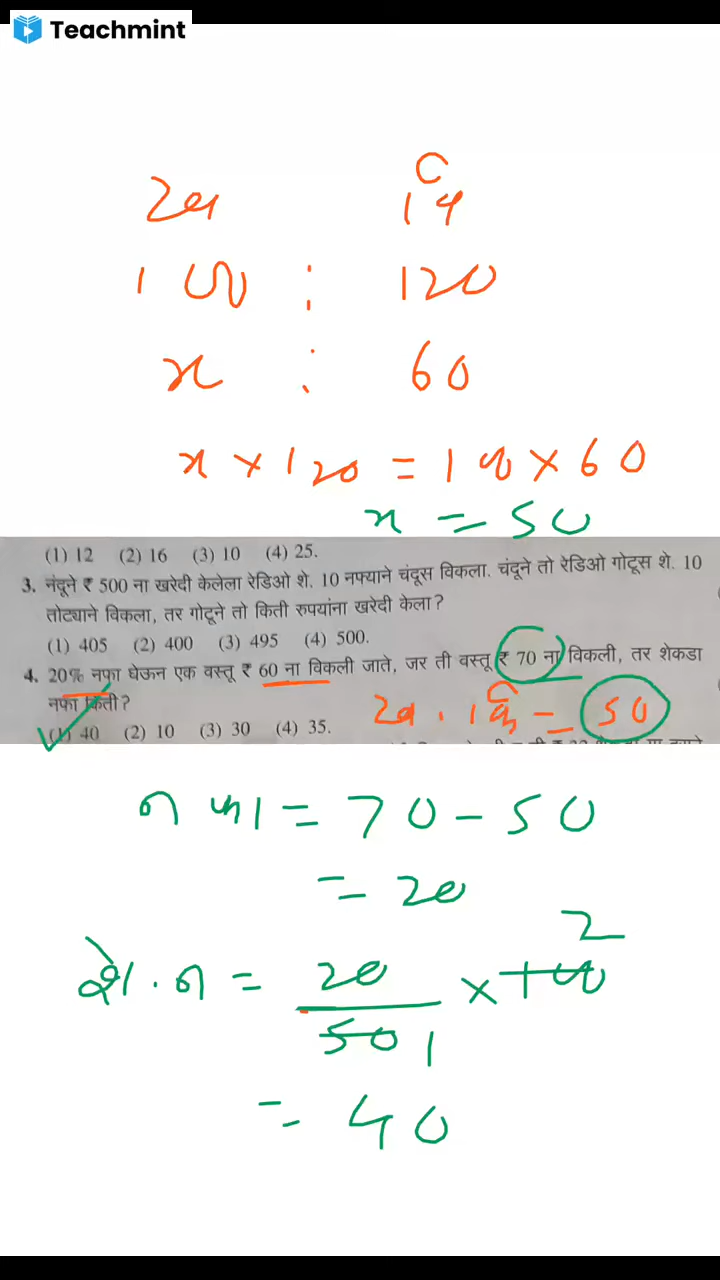 Teachmint
ख वि
100 : 120
x : 60
x × 120 = 100 × 60
x = 50
(1) 12 (2) 16 (3) 10 (4) 25.
3. नंदूने ₹ 500 ना खरेदी केलेला रेडिओ शे. 10 नफ्याने चंदूस विकला. चंदूने तो रेडिओ गोटूस शे. 10
तोट्याने विकला, तर गोटूने तो किती रुपयांना खरेदी केला?
(1) 405 (2) 400 (3) 495 (4) 500.
4. 20% नफा घेऊन एक वस्तू ₹ 60 ना विकली जाते, जर ती वस्तू ₹ 70 ना विकली, तर शेकडा
नफा किती?
ख. कि = 50
(1) 40 (2) 10 (3) 30 (4) 35.
नफा = 70 - 50
= 20
2
शे. न = 20 × 100
50 1
= 40